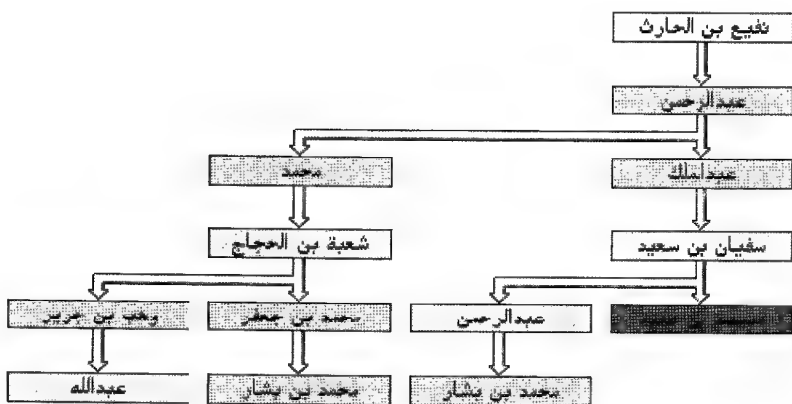 نفيع بن الحارث
عبدالرحمن
محمد
عبدالملك
شعبة بن الحجاج
سفيان بن سعيد
وهب بن جرير
محمد بن جعفر
عبدالرحمن
عبدالله
محمد بن بشار
محمد بن بشار